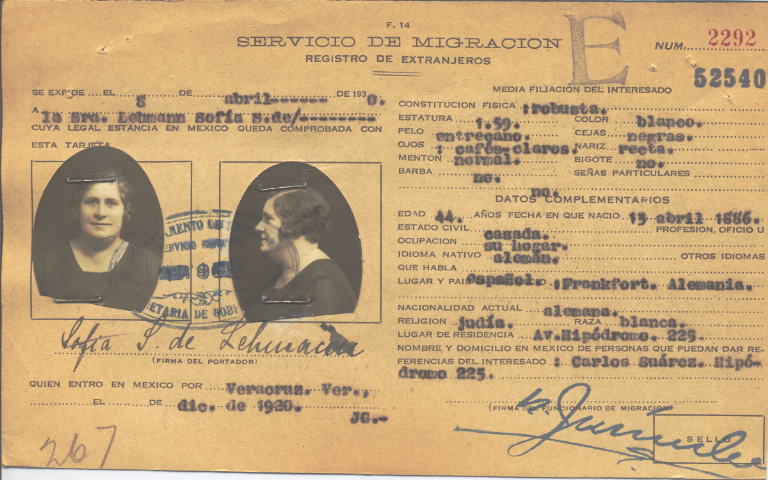 F. 14
SERVICIO DE MIGRACION
REGISTRO DE EXTRANJEROS
E
NUM. 2292
52540
SE EXPIDE EL 8 DE abril------ DE 1930.
A la Sra. Lehmann Sofía S.de/---------
CUYA LEGAL ESTANCIA EN MEXICO QUEDA COMPROBADA CON
ESTA TARJETA
Sofía S. de Lehmann
(FIRMA DEL PORTADOR)
QUIEN ENTRO EN MEXICO POR Veracruz. Ver.,
EL DE dic. de 1920.
JG.-
267
MEDIA FILIACION DEL INTERESADO
CONSTITUCION FISICA :robusta.
ESTATURA 1.59. COLOR blanco.
PELO entrecano. CEJAS negras.
OJOS : cafés-claros. NARIZ recta.
MENTON normal. BIGOTE no.
BARBA no. SEÑAS PARTICULARES
no.
DATOS COMPLEMENTARIOS
EDAD 44. AÑOS FECHA EN QUE NACIO 13 abril 1886.
ESTADO CIVIL casada. PROFESION, OFICIO U
OCUPACION su hogar.
IDIOMA NATIVO alemán. OTROS IDIOMAS
QUE HABLA español.
LUGAR Y PAIS :Frankfort. Alemania.
NACIONALIDAD ACTUAL alemana.
RELIGION judía. RAZA blanca.
LUGAR DE RESIDENCIA Av.Hipódromo. 225.
NOMBRE Y DOMICILIO EN MEXICO DE PERSONAS QUE PUEDAN DAR RE-
FERENCIAS DEL INTERESADO : Carlos Suárez. Hipó-
dromo 225.
(FIRMA DEL FUNCIONARIO DE MIGRACION)
SELLO